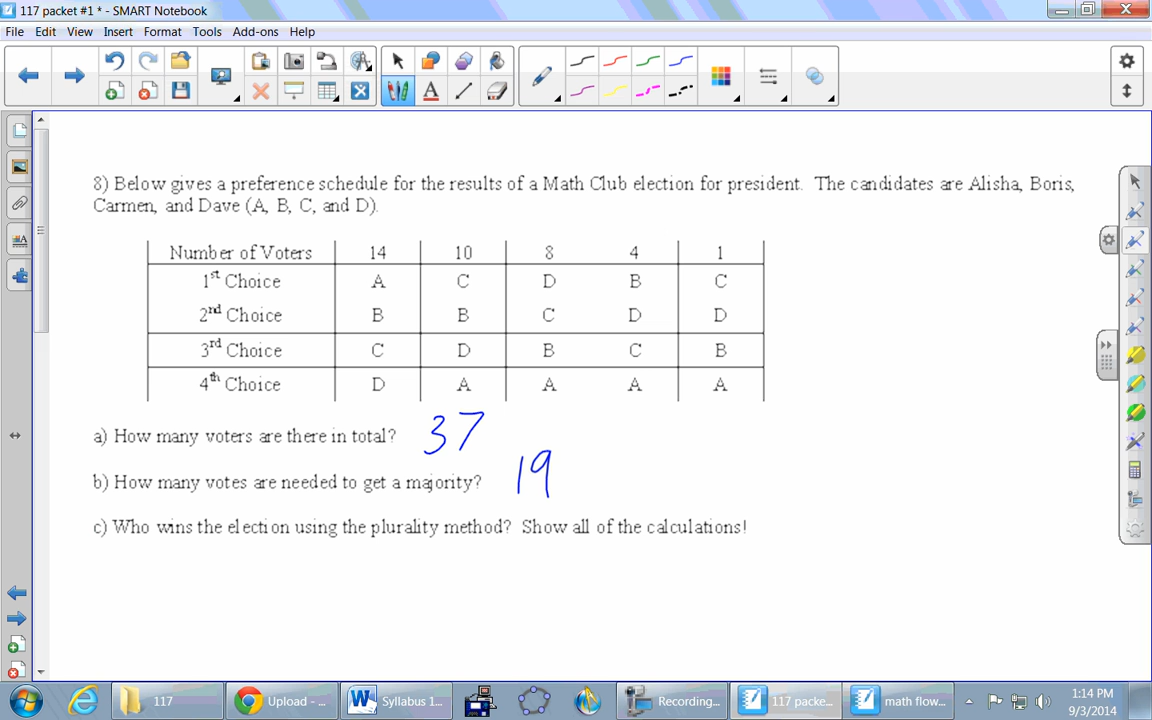 117 packet #1 * - SMART Notebook
File Edit View Insert Format Tools Add-ons Help
8) Below gives a preference schedule for the results of a Math Club election for president. The candidates are Alisha, Boris,
Carmen, and Dave (A, B, C, and D).
Number of Voters 14 10 8 4 1
1st Choice A C D B C
2nd Choice B B C D D
3rd Choice C D B C B
4th Choice D A A A A
a) How many voters are there in total? 37
b) How many votes are needed to get a majority? 19
c) Who wins the election using the plurality method? Show all of the calculations!
117 Upload - ... Syllabus 1... Recording... 117 packe... math flow... 1:14 PM
9/3/2014